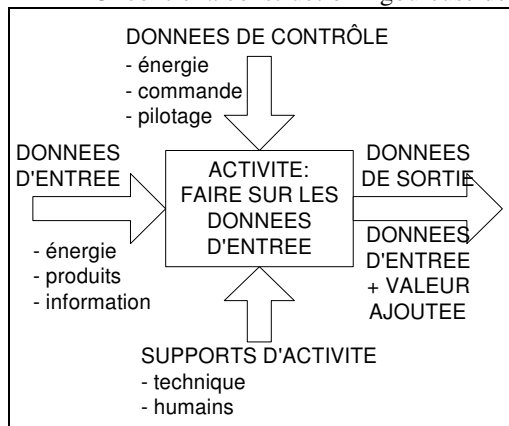 DONNEES DE CONTRÔLE
- énergie
- commande
- pilotage
DONNEES
D'ENTREE
- énergie
- produits
- information
ACTIVITE:
FAIRE SUR LES
DONNEES
D'ENTREE
DONNEES
DE SORTIE
DONNEES
D'ENTREE
+ VALEUR
AJOUTEE
SUPPORTS D'ACTIVITE
- technique
- humains